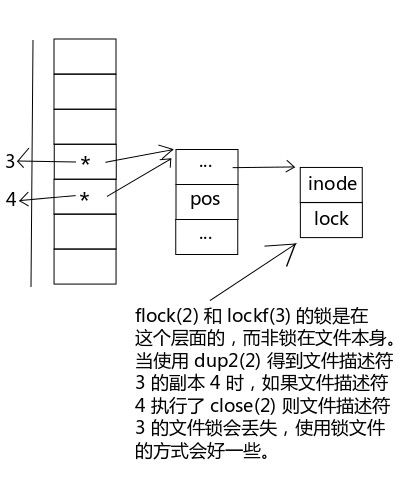 3
*
4
*
...
pos
...
inode
lock
flock(2) 和 lockf(3) 的锁是在
这个层面的，而非锁在文件本身。
当使用 dup2(2) 得到文件描述符
3 的副本 4 时，如果文件描述符
4 执行了 close(2) 则文件描述符
3 的文件锁会丢失，使用锁文件
的方式会好一些。